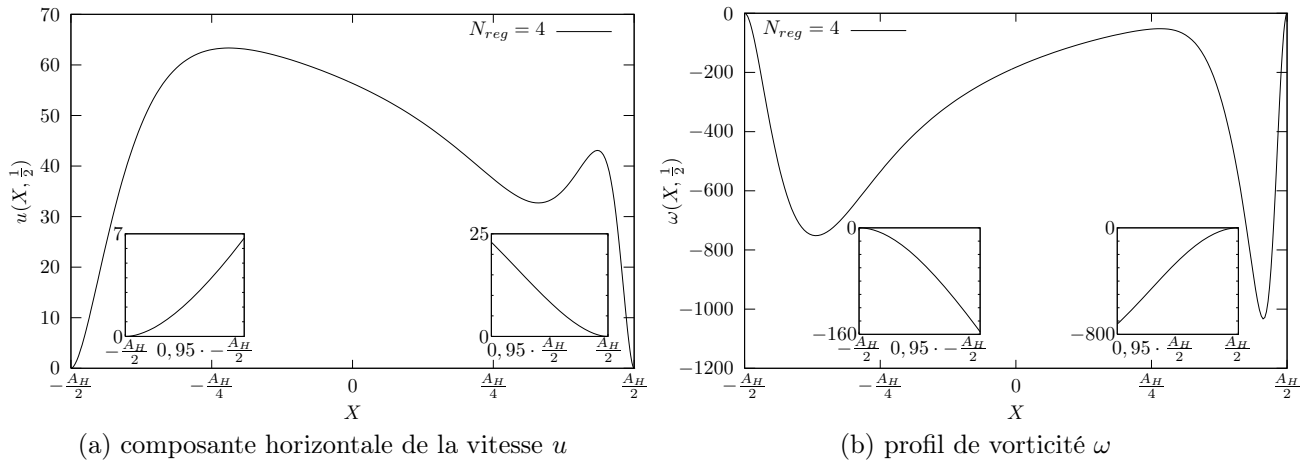 70
60
50
40
30
20
10
0
u(X, 1/2)
N_reg = 4
7
0
−A_H/2 0, 95 · −A_H/2
25
0
0, 95 · A_H/2 A_H/2
−A_H/2 −A_H/4 0 A_H/4 A_H/2
X
(a) composante horizontale de la vitesse u
0
−200
−400
−600
−800
−1000
−1200
ω(X, 1/2)
N_reg = 4
0
−160
−A_H/2 0, 95 · −A_H/2
0
−800
0, 95 · A_H/2 A_H/2
−A_H/2 −A_H/4 0 A_H/4 A_H/2
X
(b) profil de vorticité ω